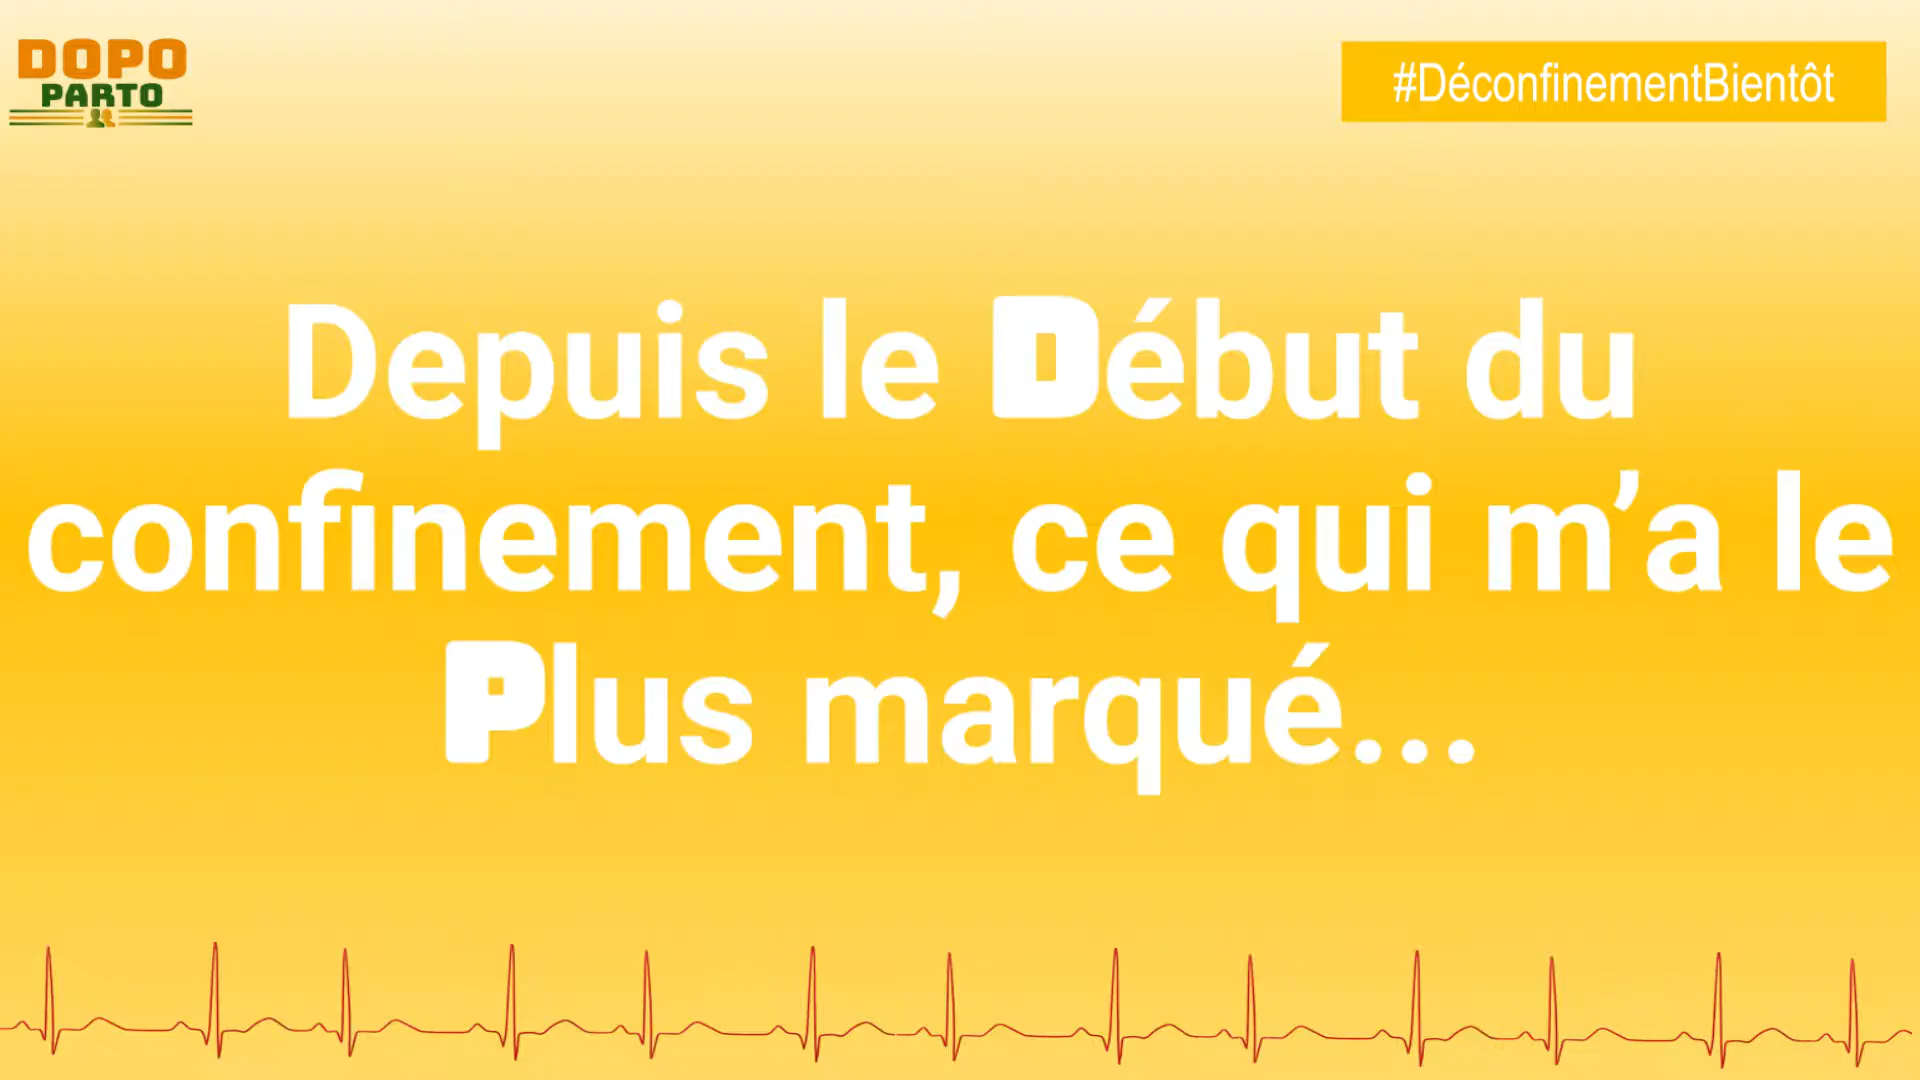 DOPO
PARTO
#DéconfinementBientôt
Depuis le Début du
confinement, ce qui m’a le
Plus marqué...